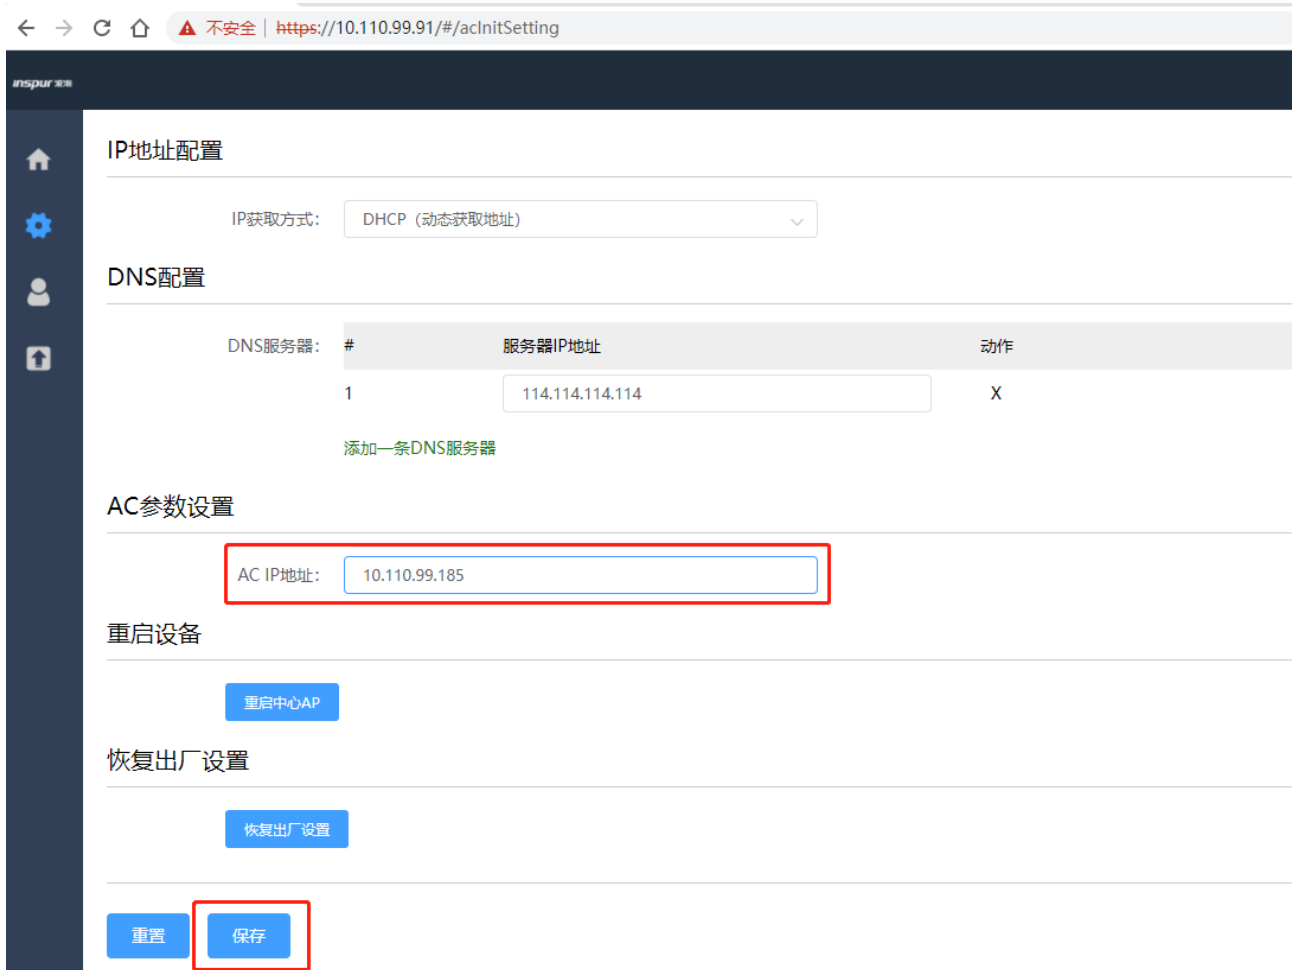 不安全 | https://10.110.99.91/#/acInitSetting
inspur 浪潮
IP地址配置
IP获取方式: DHCP（动态获取地址）
DNS配置
DNS服务器: # 服务器IP地址 动作
1 114.114.114.114 X
添加一条DNS服务器
AC参数设置
AC IP地址: 10.110.99.185
重启设备
重启中心AP
恢复出厂设置
恢复出厂设置
重置 保存